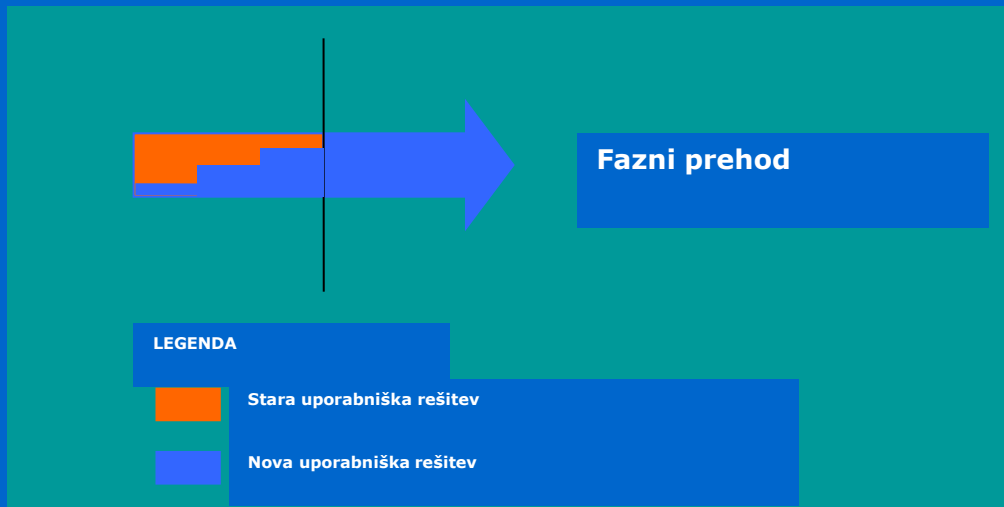 Fazni prehod
LEGENDA
Stara uporabniška rešitev
Nova uporabniška rešitev